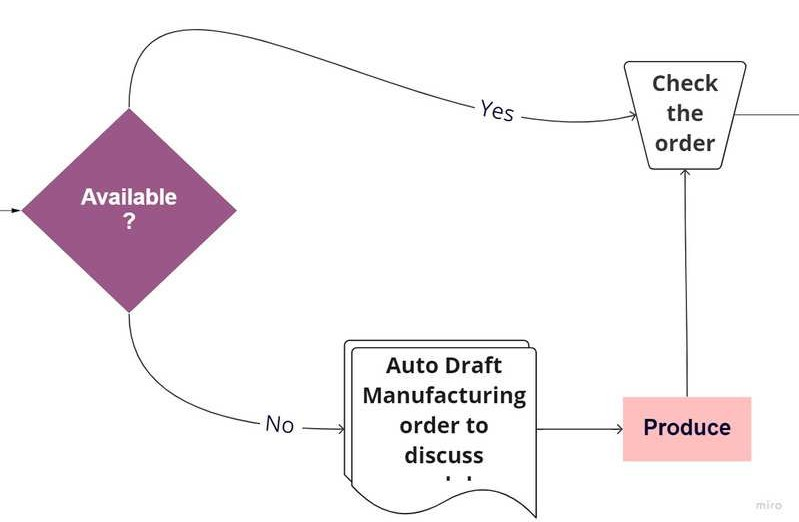 Check
the
order
Yes
Available
?
Auto Draft
Manufacturing
order to
discuss
No
Produce
miro